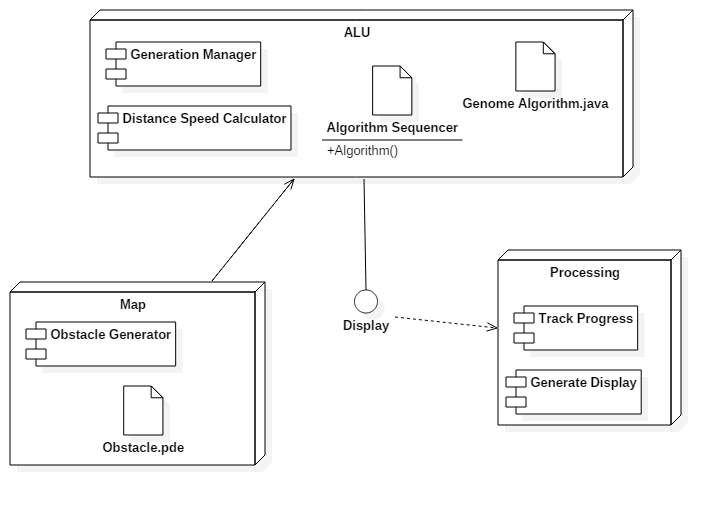 ALU
Generation Manager
Distance Speed Calculator
Algorithm Sequencer
+Algorithm()
Genome Algorithm.java
Map
Obstacle Generator
Obstacle.pde
Display
Processing
Track Progress
Generate Display